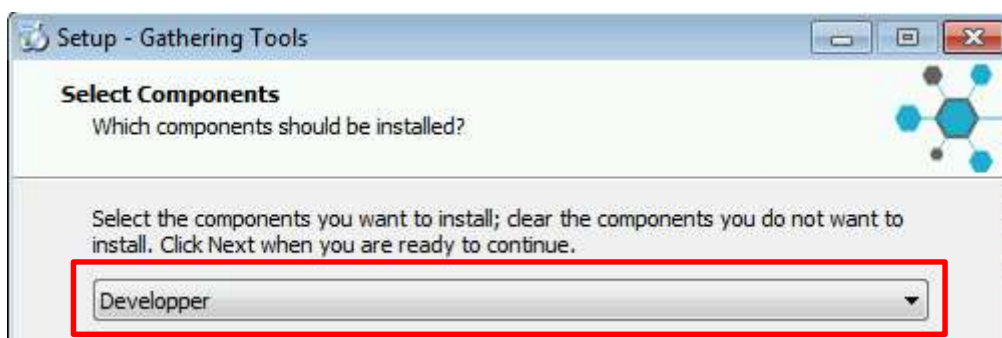 Setup - Gathering Tools
Select Components
Which components should be installed?
Select the components you want to install; clear the components you do not want to
install. Click Next when you are ready to continue.
Developper